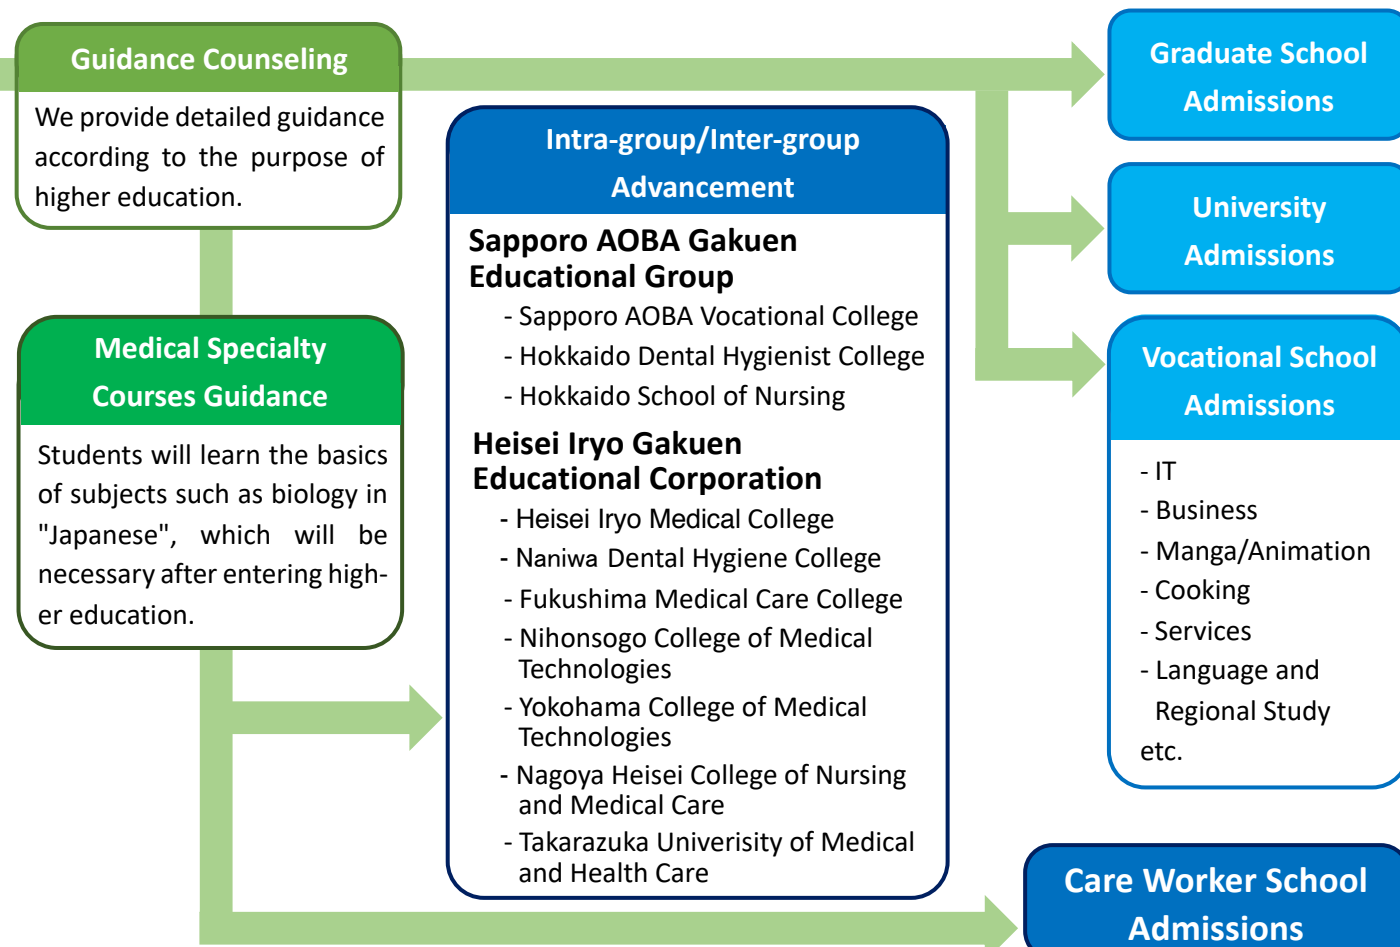 Guidance Counseling
We provide detailed guidance
according to the purpose of
higher education.
Medical Specialty
Courses Guidance
Students will learn the basics
of subjects such as biology in
"Japanese", which will be
necessary after entering high-
er education.
Intra-group/Inter-group
Advancement
Sapporo AOBA Gakuen
Educational Group
- Sapporo AOBA Vocational College
- Hokkaido Dental Hygienist College
- Hokkaido School of Nursing
Heisei Iryo Gakuen
Educational Corporation
- Heisei Iryo Medical College
- Naniwa Dental Hygiene College
- Fukushima Medical Care College
- Nihonsogo College of Medical
Technologies
- Yokohama College of Medical
Technologies
- Nagoya Heisei College of Nursing
and Medical Care
- Takarazuka Univerisity of Medical
and Health Care
Graduate School
Admissions
University
Admissions
Vocational School
Admissions
- IT
- Business
- Manga/Animation
- Cooking
- Services
- Language and
Regional Study
etc.
Care Worker School
Admissions